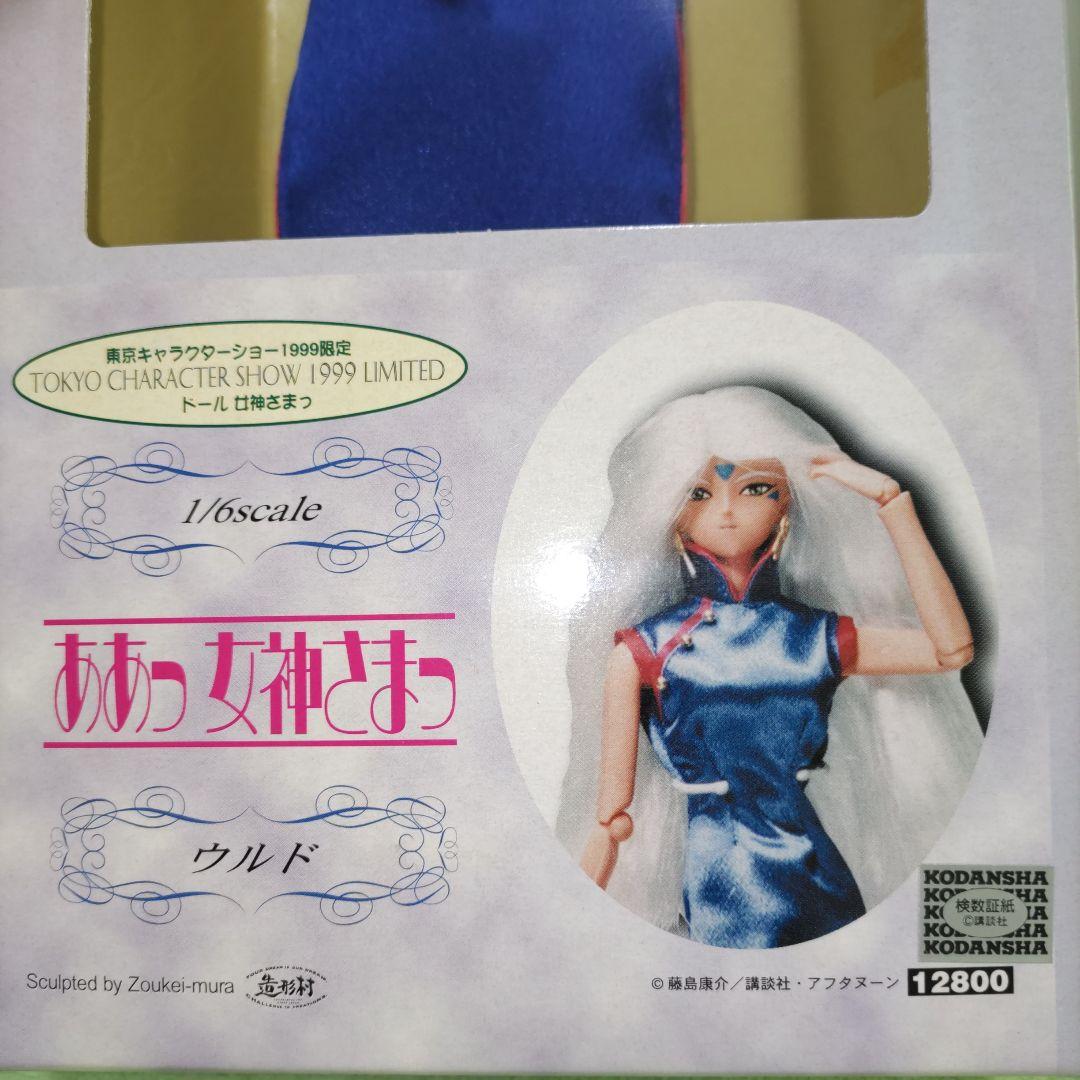 東京キャラクターショー1999限定
TOKYO CHARACTER SHOW 1999 LIMITED
ドール 女神さまっ
1/6scale
ああっ女神さまっ
ウルド
Sculpted by Zoukei-mura
造形村
KODANSHA
検数証紙
©講談社
KODANSHA
©藤島康介/講談社・アフタヌーン
12800